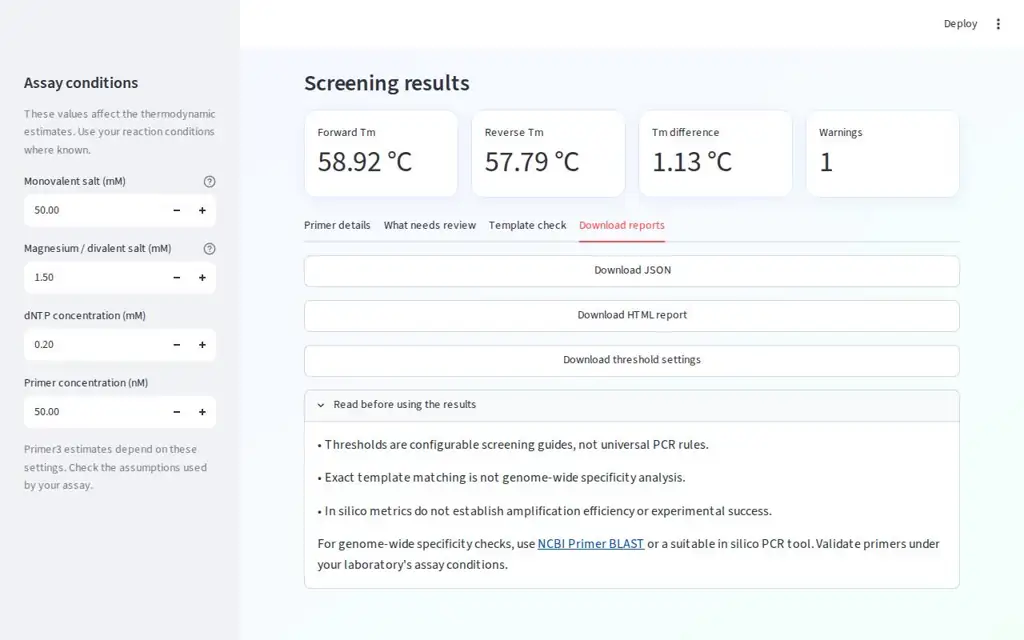 Deploy
Assay conditions
These values affect the thermodynamic
estimates. Use your reaction conditions
where known.
Monovalent salt (mM)
50.00
Magnesium / divalent salt (mM)
1.50
dNTP concentration (mM)
0.20
Primer concentration (nM)
50.00
Primer3 estimates depend on these
settings. Check the assumptions used
by your assay.
Screening results
Forward Tm
58.92 °C
Reverse Tm
57.79 °C
Tm difference
1.13 °C
Warnings
1
Primer details
What needs review
Template check
Download reports
Download JSON
Download HTML report
Download threshold settings
Read before using the results
• Thresholds are configurable screening guides, not universal PCR rules.
• Exact template matching is not genome-wide specificity analysis.
• In silico metrics do not establish amplification efficiency or experimental success.
For genome-wide specificity checks, use NCBI Primer BLAST or a suitable in silico PCR tool. Validate primers under
your laboratory's assay conditions.